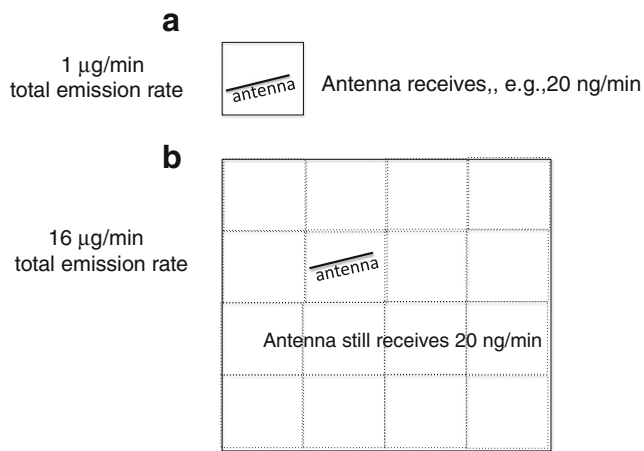 a
1 μg/min
total emission rate
antenna
Antenna receives,, e.g.,20 ng/min
b
16 μg/min
total emission rate
antenna
Antenna still receives 20 ng/min